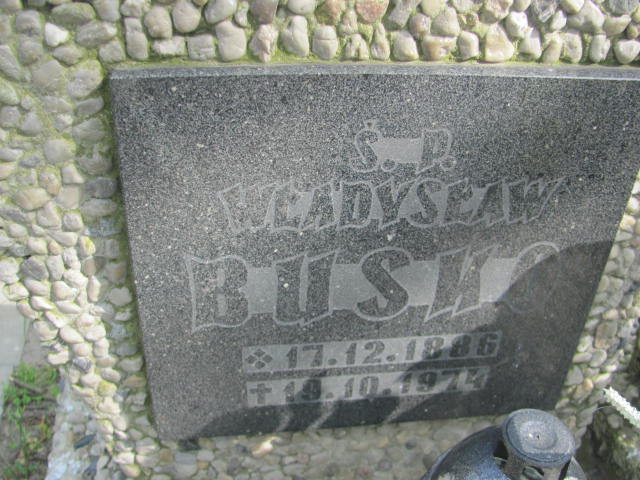 Ś. P.
WŁADYSŁAW
BUSKO
❖ 17.12.1886
✝ 19.10.1974